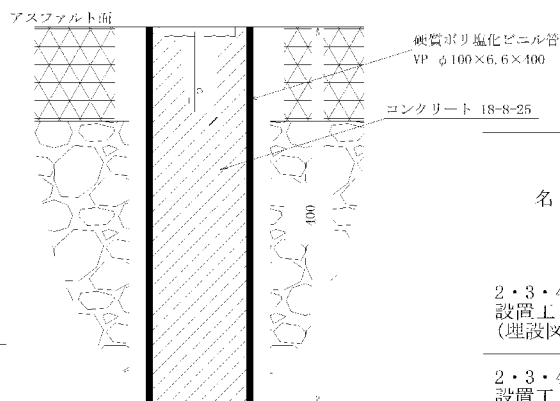 アスファルト面
硬質ポリ塩化ビニル管
VP φ100×6.6×400
コンクリート 18-8-25
400
名
2・3・4
設置工
(埋設図
2・3・4
設置工